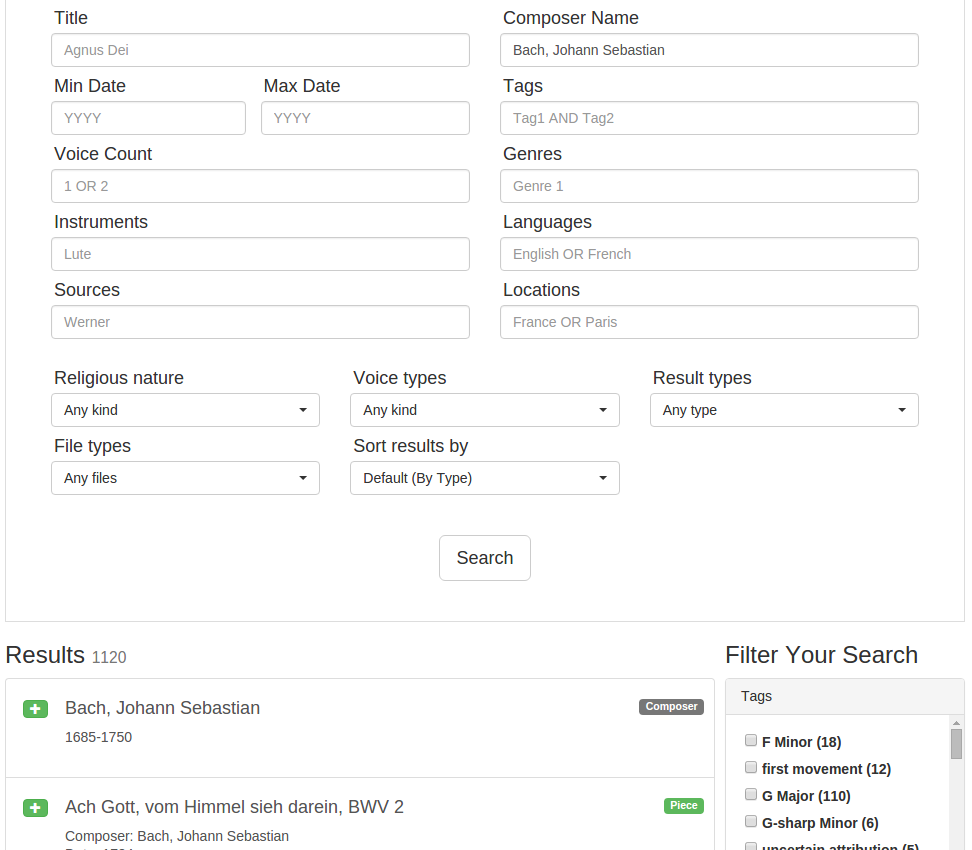 Title Composer Name
Agnus Dei Bach, Johann Sebastian
Min Date Max Date Tags
YYYY YYYY Tag1 AND Tag2
Voice Count Genres
1 OR 2 Genre 1
Instruments Languages
Lute English OR French
Sources Locations
Werner France OR Paris
Religious nature Voice types Result types
Any kind Any kind Any type
File types Sort results by
Any files Default (By Type)
Search
Results 1120
Bach, Johann Sebastian Composer
1685-1750
Ach Gott, vom Himmel sieh darein, BWV 2 Piece
Composer: Bach, Johann Sebastian
Filter Your Search
Tags
F Minor (18)
first movement (12)
G Major (110)
G-sharp Minor (6)
uncertain attribution (5)